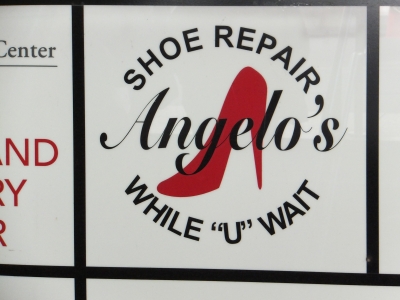 Center
AND
RY
R
SHOE REPAIR
Angelo's
WHILE "U" WAIT